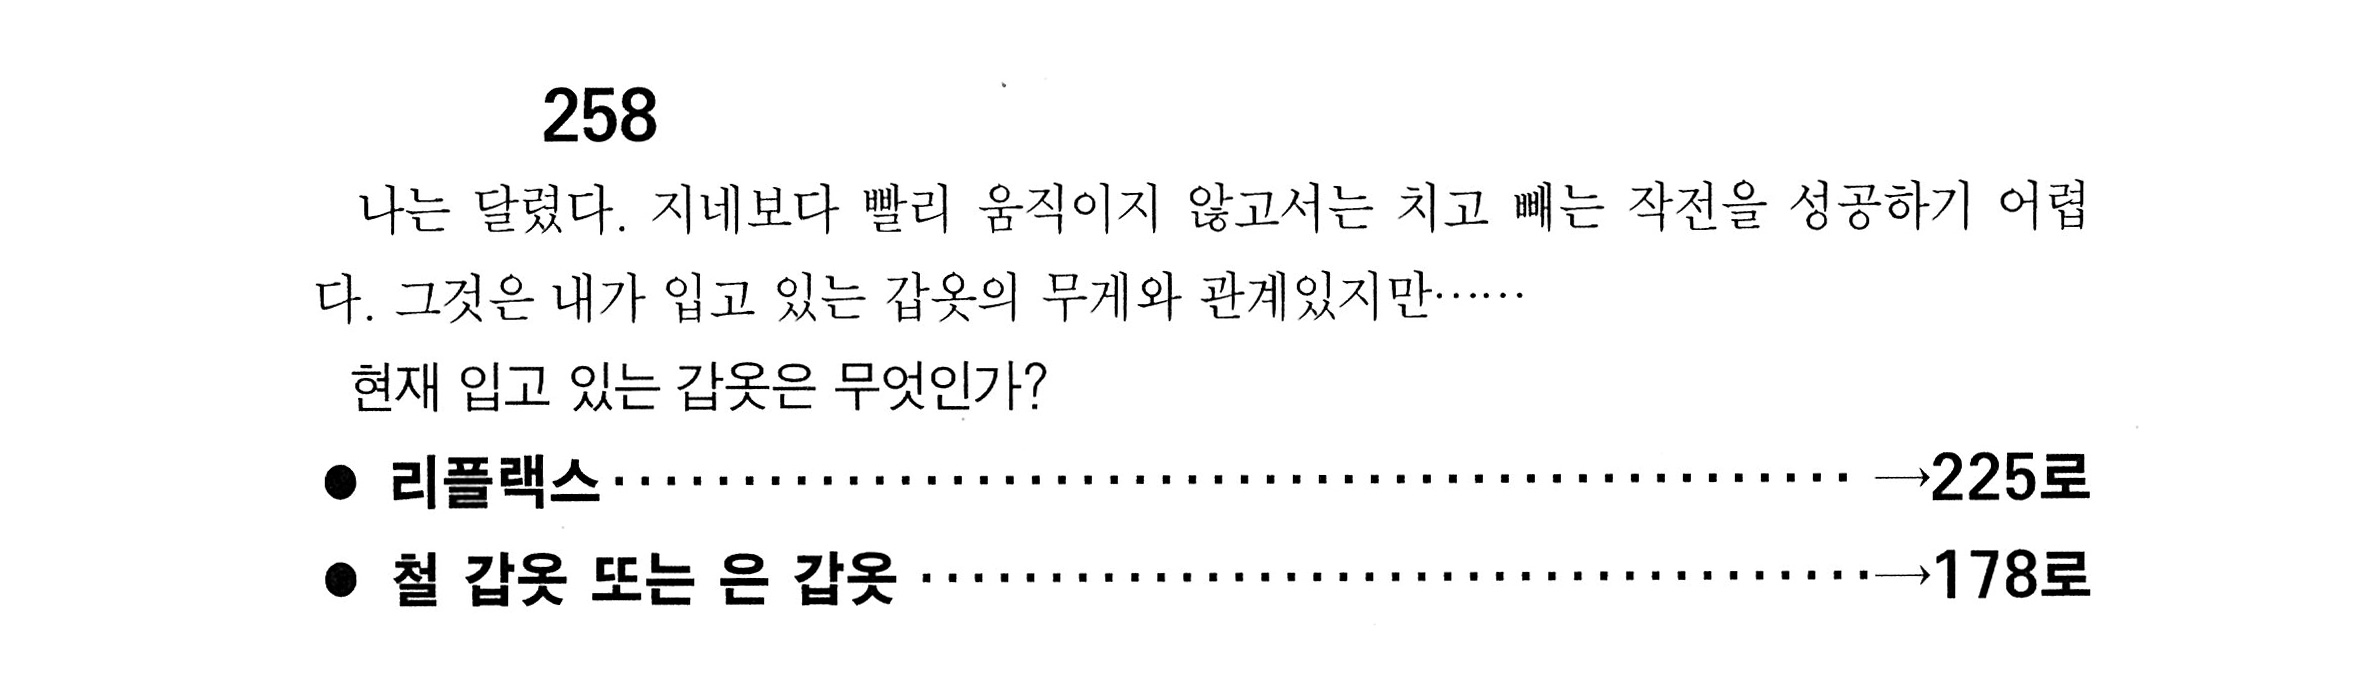 258
나는 달렸다. 지네보다 빨리 움직이지 않고서는 치고 빼는 작전을 성공하기 어렵
다. 그것은 내가 입고 있는 갑옷의 무게와 관계있지만……
현재 입고 있는 갑옷은 무엇인가?
● 리플랙스·················································→225로
● 철 갑옷 또는 은 갑옷·····································→178로